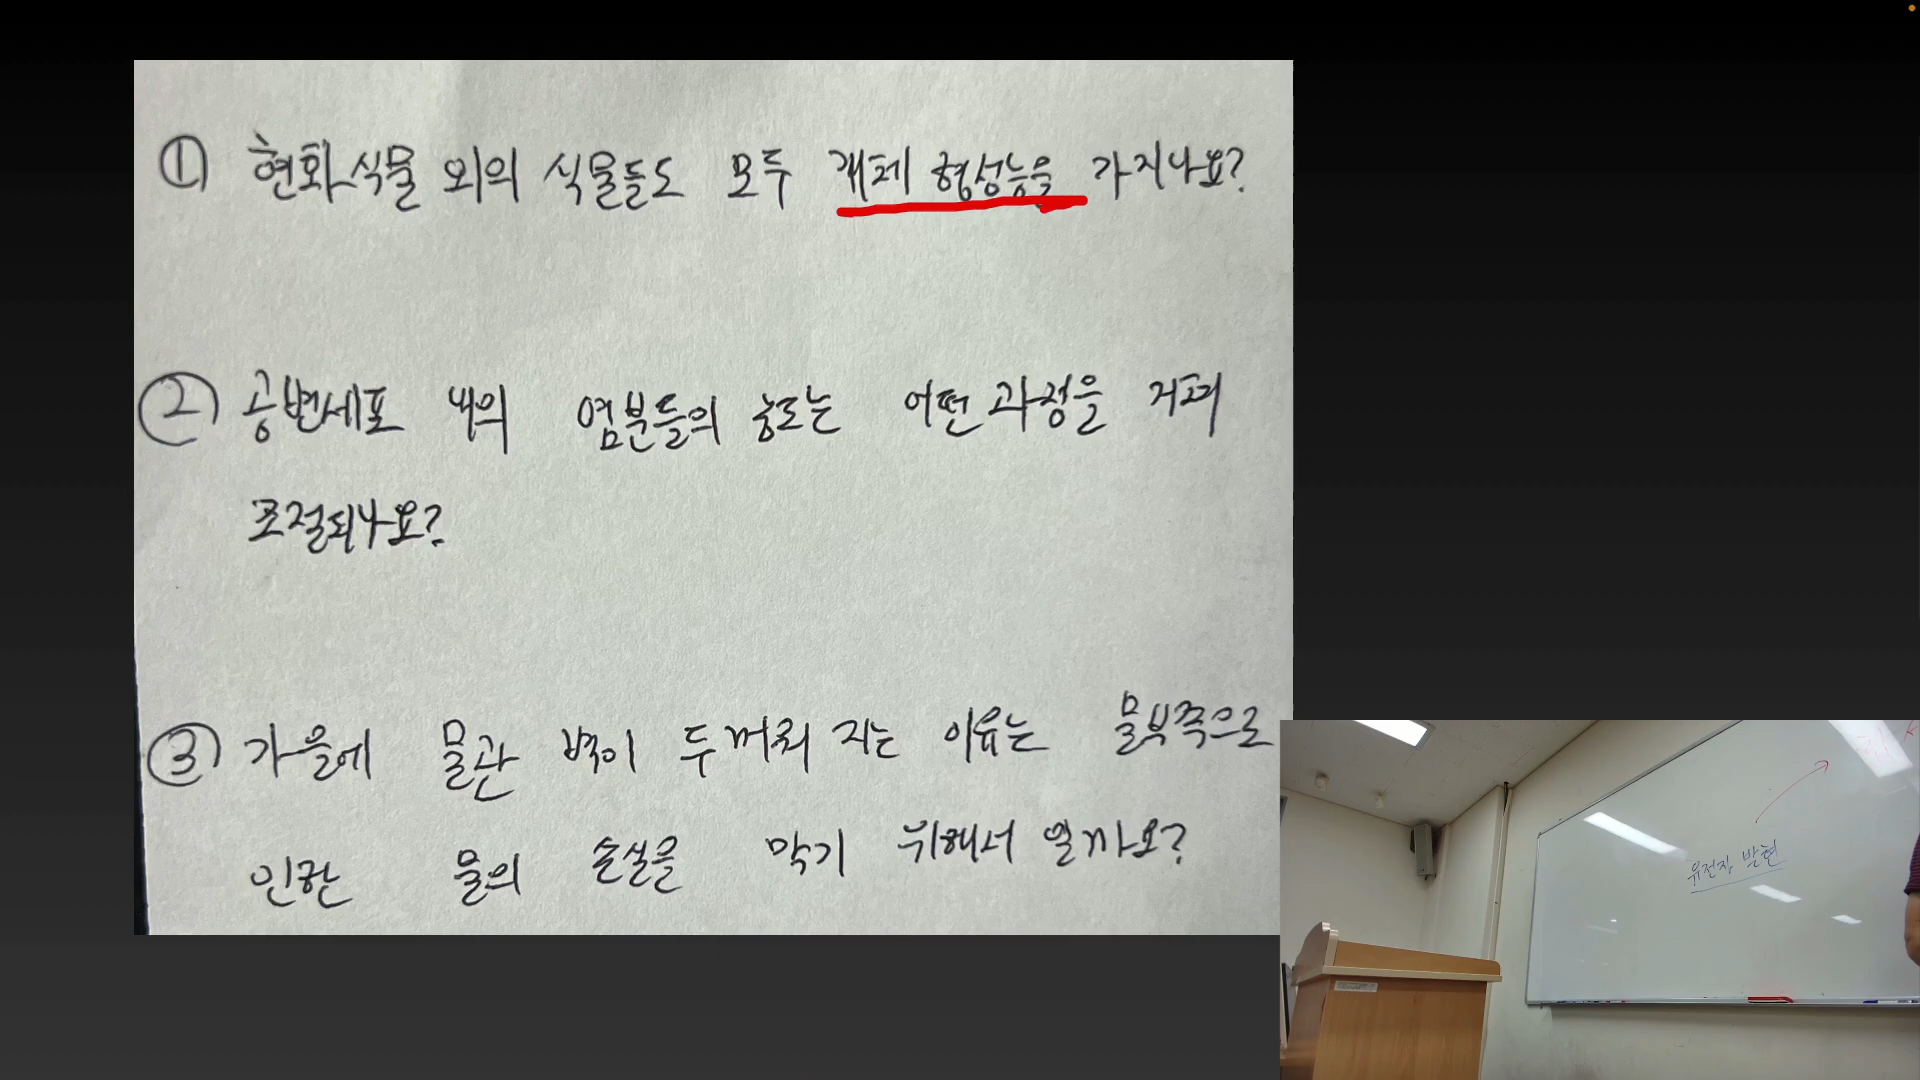 ① 현화식물 외의 식물들도 모두 개체 형성능을 가지나요?
② 공변세포 내의 염분들의 농도는 어떤 과정을 거쳐
조절되나요?
③ 가을에 물관 벽이 두꺼워 지는 이유는 물부족으로
인한 물의 손실을 막기 위해서 일까요?
유전자 발현